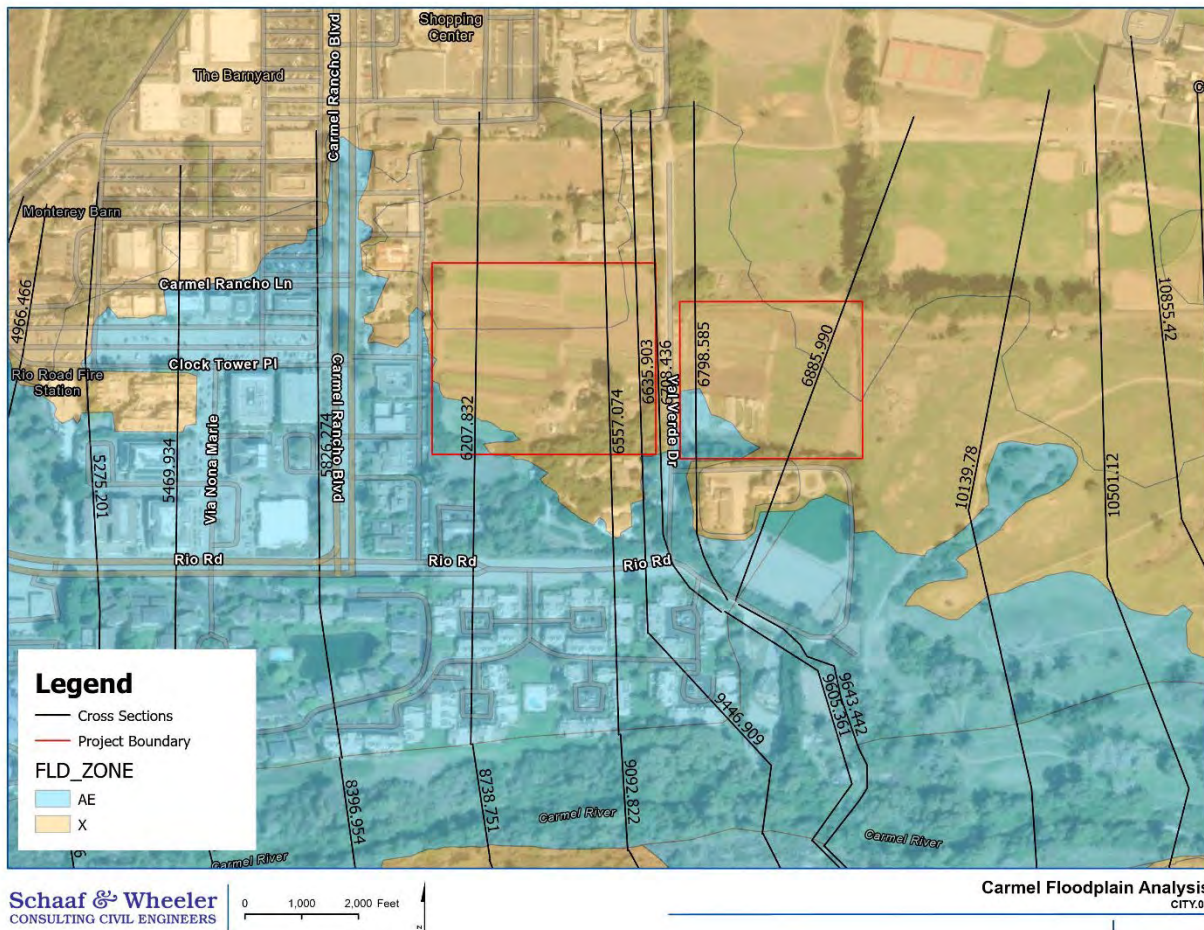 Shopping
Center
Carmel Rancho Blvd
The Barnyard
Monterey Barn
4966.466
Carmel Rancho Ln
Clock Tower Pl
Rio Road Fire
Station
5275.201
5469.934
Via Nona Marie
5826.274
Carmel Rancho Blvd
6207.832
6557.074
6635.903
Val Verde Dr
6798.585
6885.990
10139.78
10501.12
10855.42
Rio Rd
Rio Rd
Rio Rd
9446.909
9605.361
9643.442
8396.954
8738.751
9092.822
Carmel River
Carmel River
Carmel River
Legend
Cross Sections
Project Boundary
FLD_ZONE
AE
X
Schaaf & Wheeler
CONSULTING CIVIL ENGINEERS
0 1,000 2,000 Feet
Carmel Floodplain Analysis
CITY.0